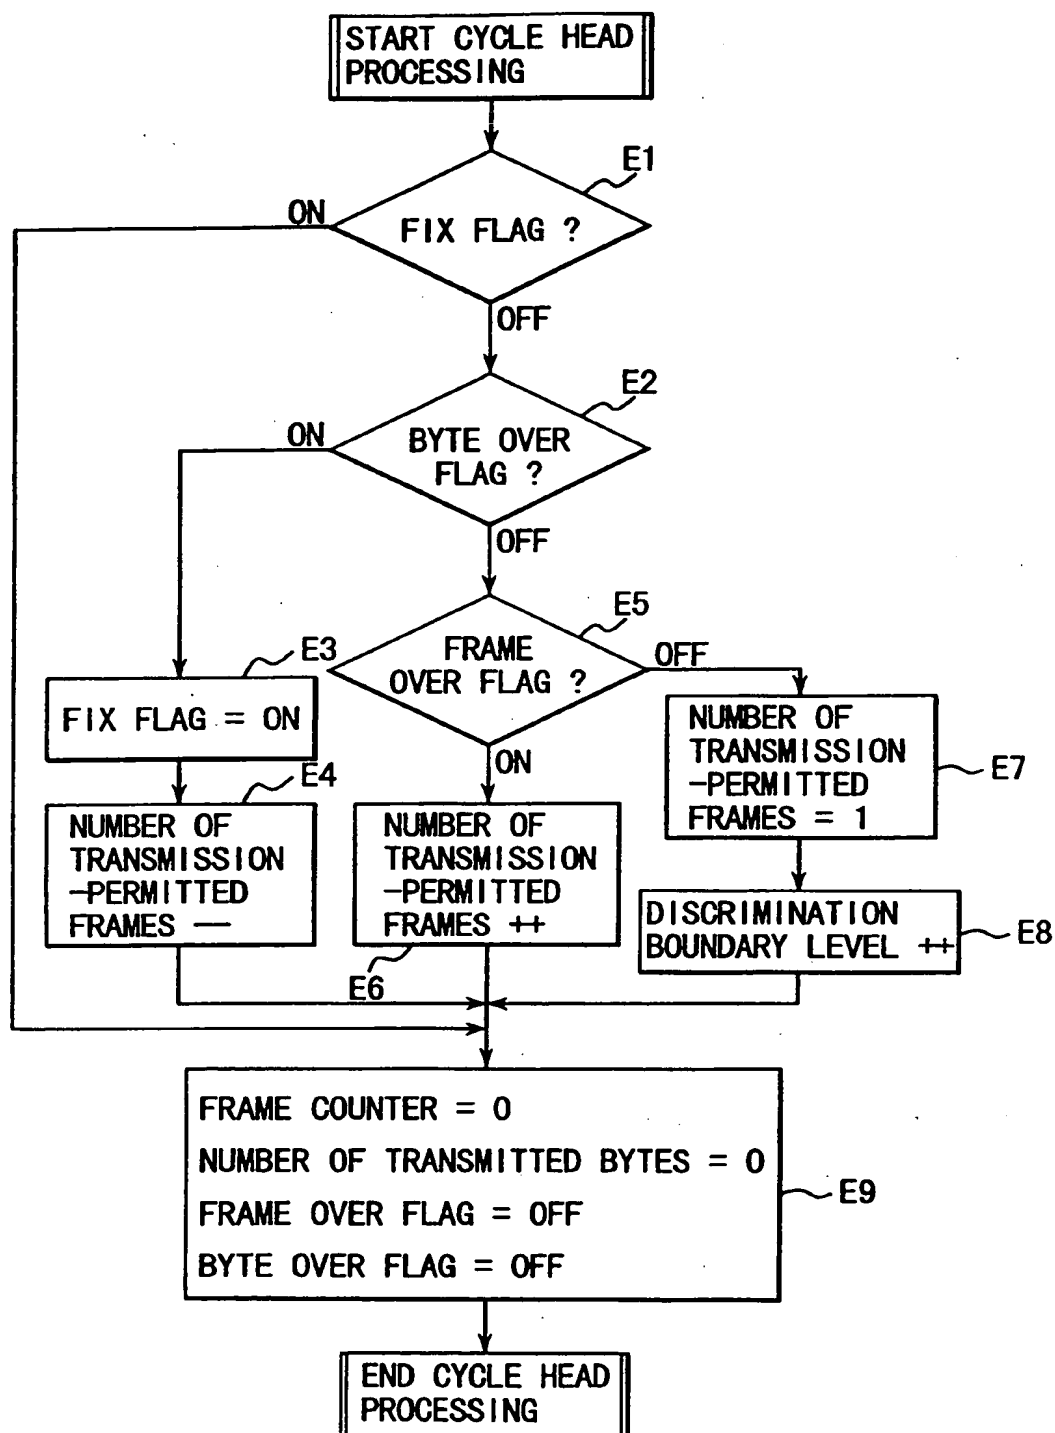 START CYCLE HEAD
PROCESSING
E1
ON
FIX FLAG ?
OFF
E2
ON
BYTE OVER
FLAG ?
OFF
E5
FRAME
OVER FLAG ?
OFF
ON
E3
FIX FLAG = ON
E4
NUMBER OF
TRANSMISSION
-PERMITTED
FRAMES --
NUMBER OF
TRANSMISSION
-PERMITTED
FRAMES ++
E6
NUMBER OF
TRANSMISSION
-PERMITTED
FRAMES = 1
E7
DISCRIMINATION
BOUNDARY LEVEL ++
E8
FRAME COUNTER = 0
NUMBER OF TRANSMITTED BYTES = 0
FRAME OVER FLAG = OFF
BYTE OVER FLAG = OFF
E9
END CYCLE HEAD
PROCESSING